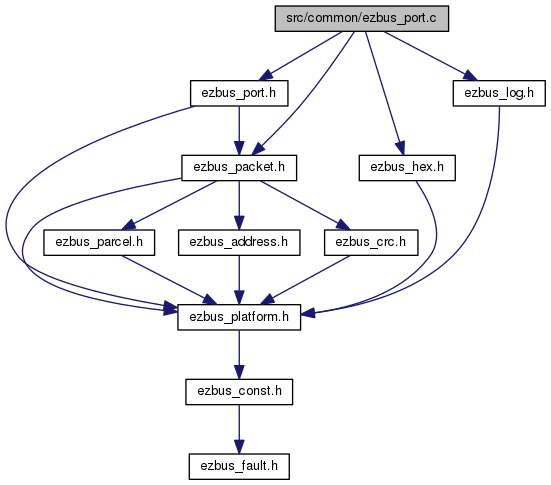 src/common/ezbus_port.c
ezbus_port.h
ezbus_log.h
ezbus_packet.h
ezbus_hex.h
ezbus_parcel.h
ezbus_address.h
ezbus_crc.h
ezbus_platform.h
ezbus_const.h
ezbus_fault.h